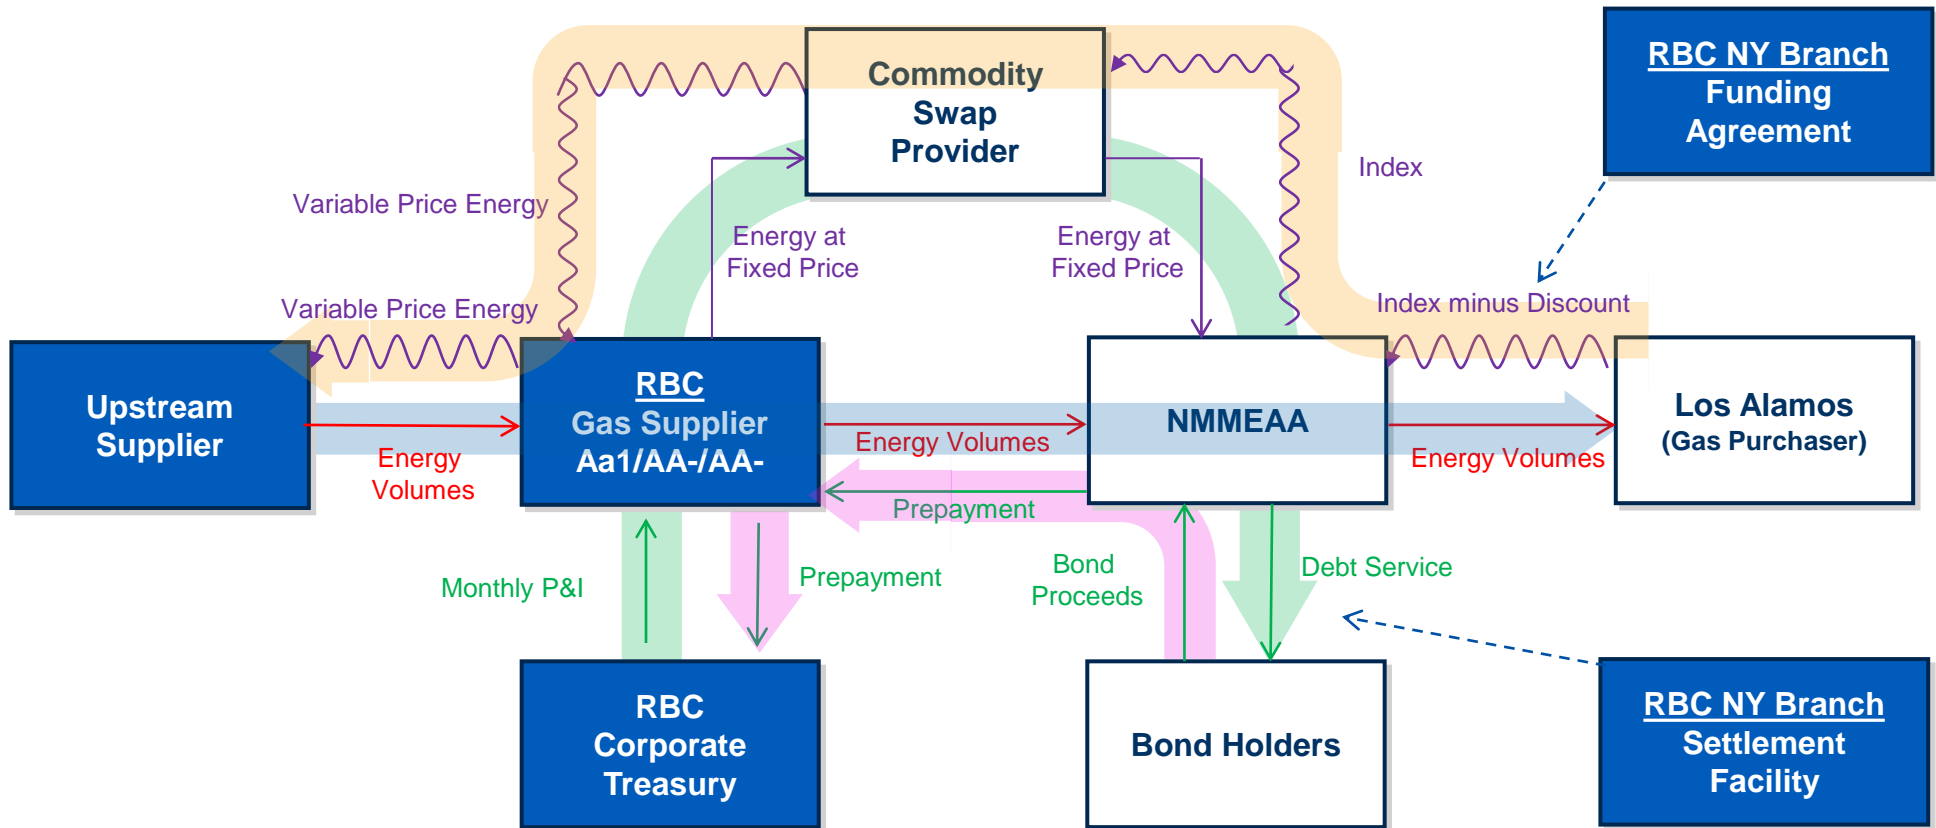 Commodity
Swap
Provider
RBC NY Branch
Funding
Agreement
Index
Variable Price Energy
Energy at
Fixed Price
Energy at
Fixed Price
Variable Price Energy
Index minus Discount
Upstream
Supplier
RBC
Gas Supplier
Aa1/AA-/AA-
NMMEAA
Los Alamos
(Gas Purchaser)
Energy
Volumes
Energy Volumes
Energy Volumes
Prepayment
Monthly P&I
Prepayment
Bond
Proceeds
Debt Service
RBC
Corporate
Treasury
Bond Holders
RBC NY Branch
Settlement
Facility